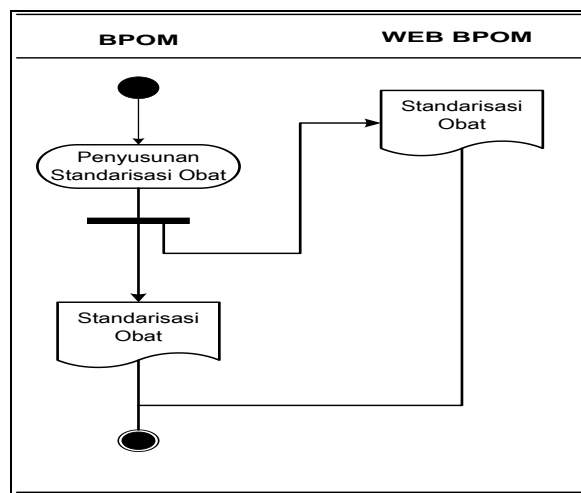 BPOM
WEB BPOM
Penyusunan
Standarisasi Obat
Standarisasi
Obat
Standarisasi
Obat